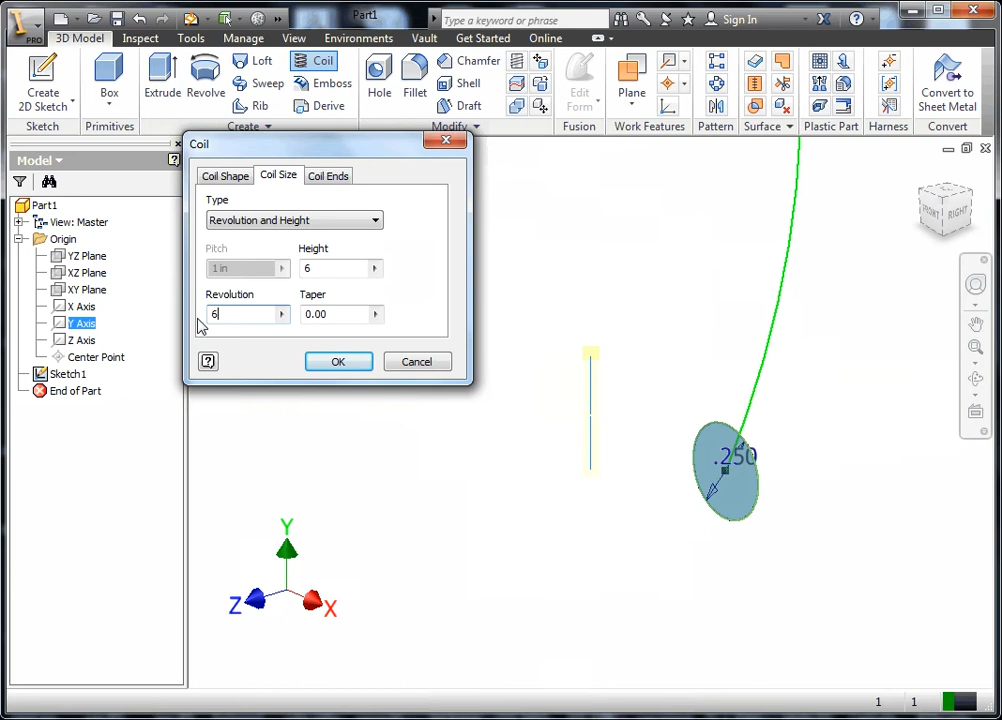 Part1
Type a keyword or phrase
Sign In
PRO
3D Model
Inspect
Tools
Manage
View
Environments
Vault
Get Started
Online
Create
2D Sketch
Sketch
Box
Primitives
Extrude
Revolve
Loft
Sweep
Rib
Coil
Emboss
Derive
Create
Hole
Fillet
Chamfer
Shell
Draft
Modify
Edit
Form
Fusion
Plane
Work Features
Pattern
Surface
Plastic Part
Harness
Convert to
Sheet Metal
Convert
Model
Part1
View: Master
Origin
YZ Plane
XZ Plane
XY Plane
X Axis
Y Axis
Z Axis
Center Point
Sketch1
End of Part
Coil
Coil Shape
Coil Size
Coil Ends
Type
Revolution and Height
Pitch
Height
1 in
6
Revolution
Taper
6
0.00
OK
Cancel
.250
FRONT
RIGHT
Y
Z
X
1
1